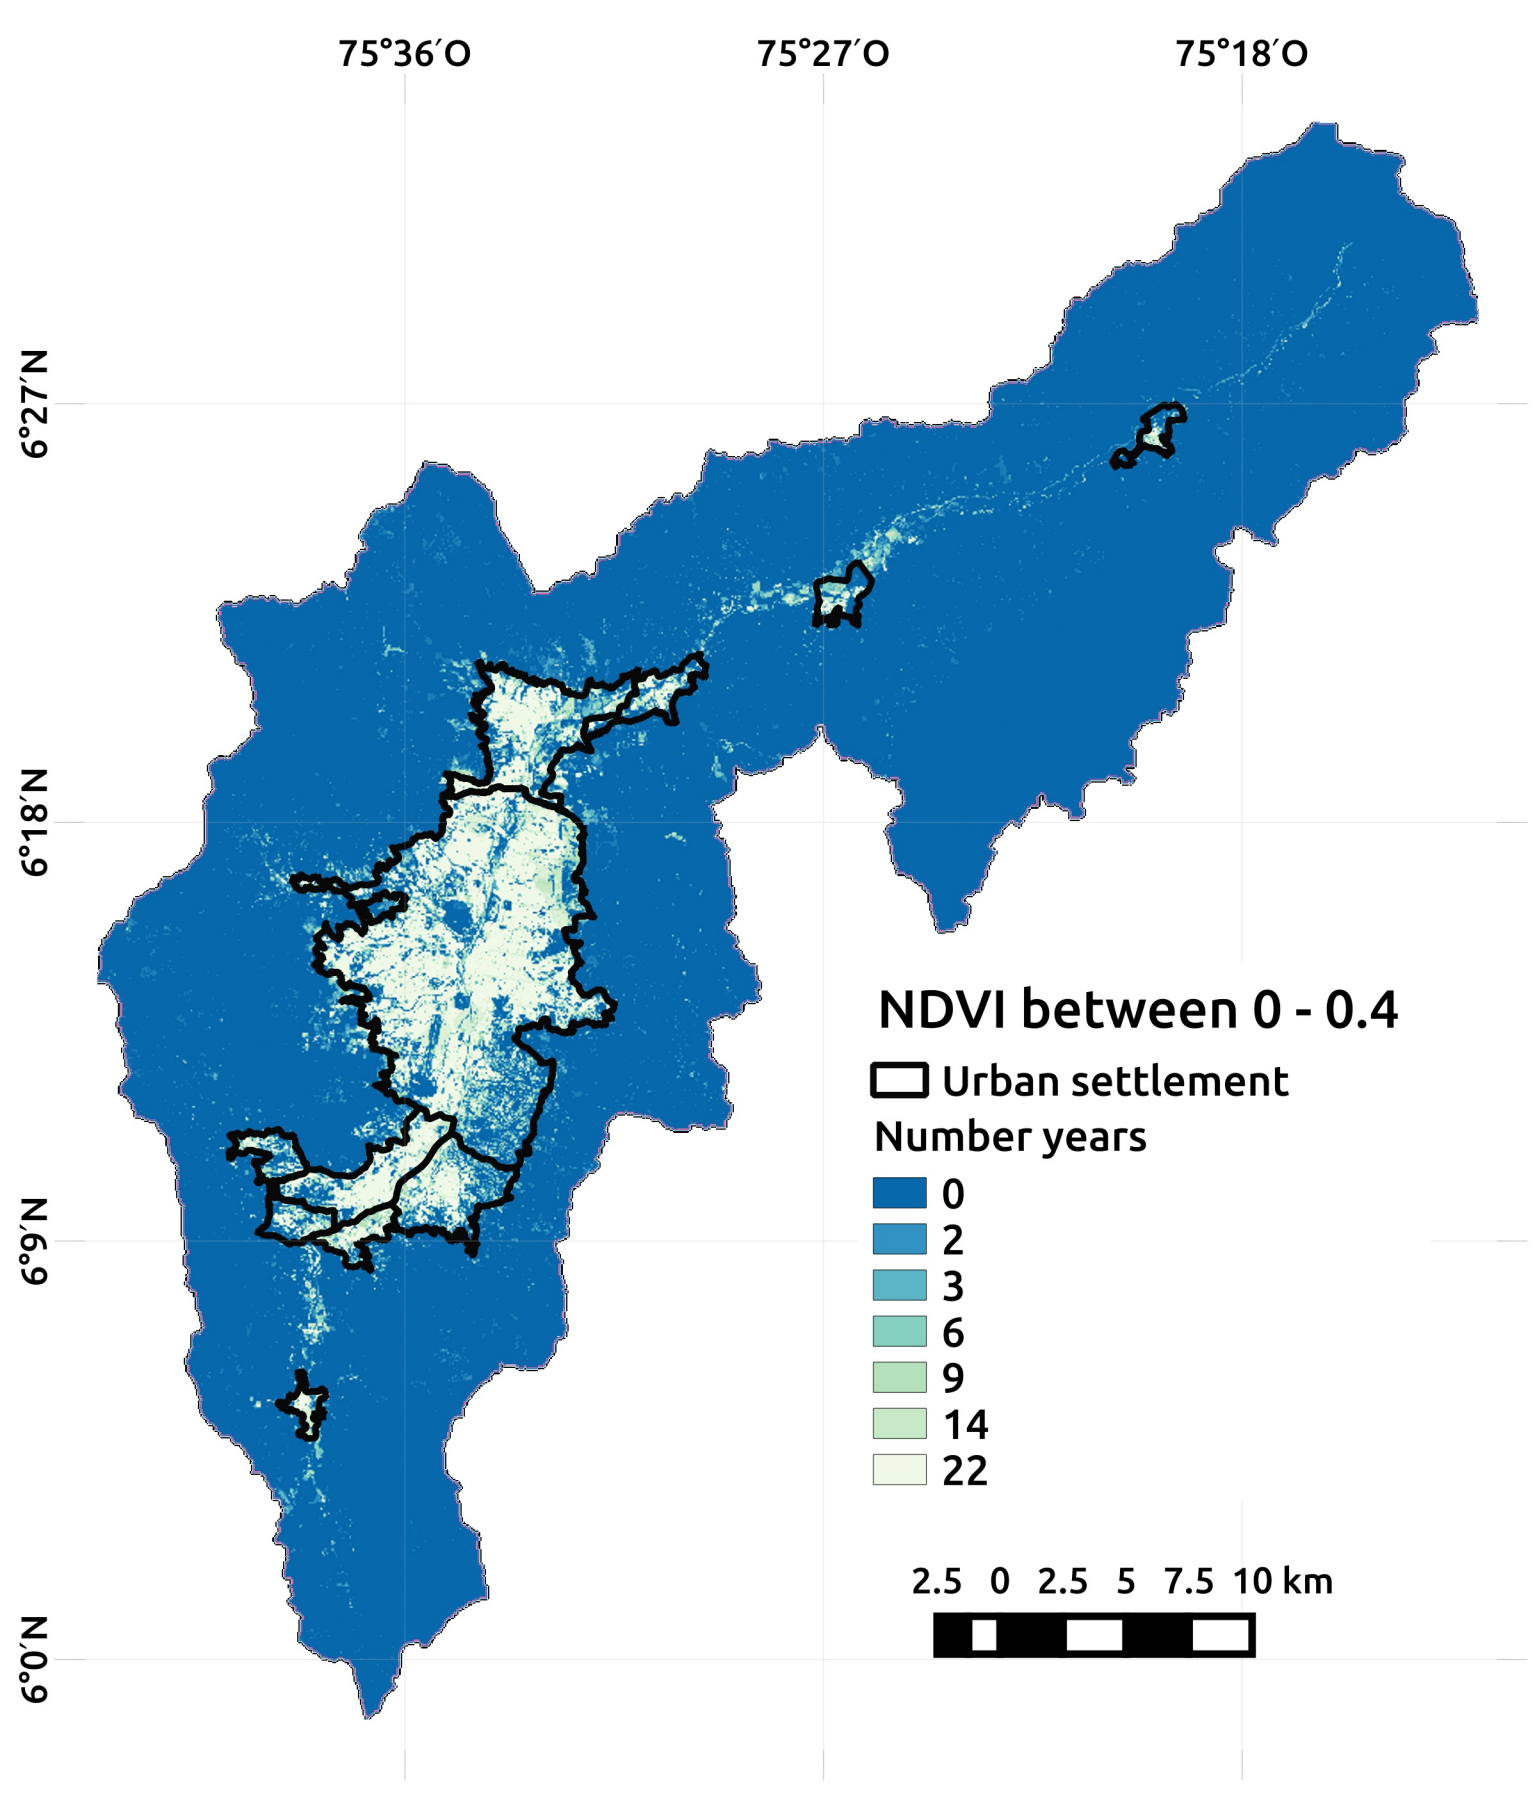 75°36′O 75°27′O 75°18′O
6°27′N
6°18′N
6°9′N
6°0′N
NDVI between 0 - 0.4
Urban settlement
Number years
0
2
3
6
9
14
22
2.5 0 2.5 5 7.5 10 km